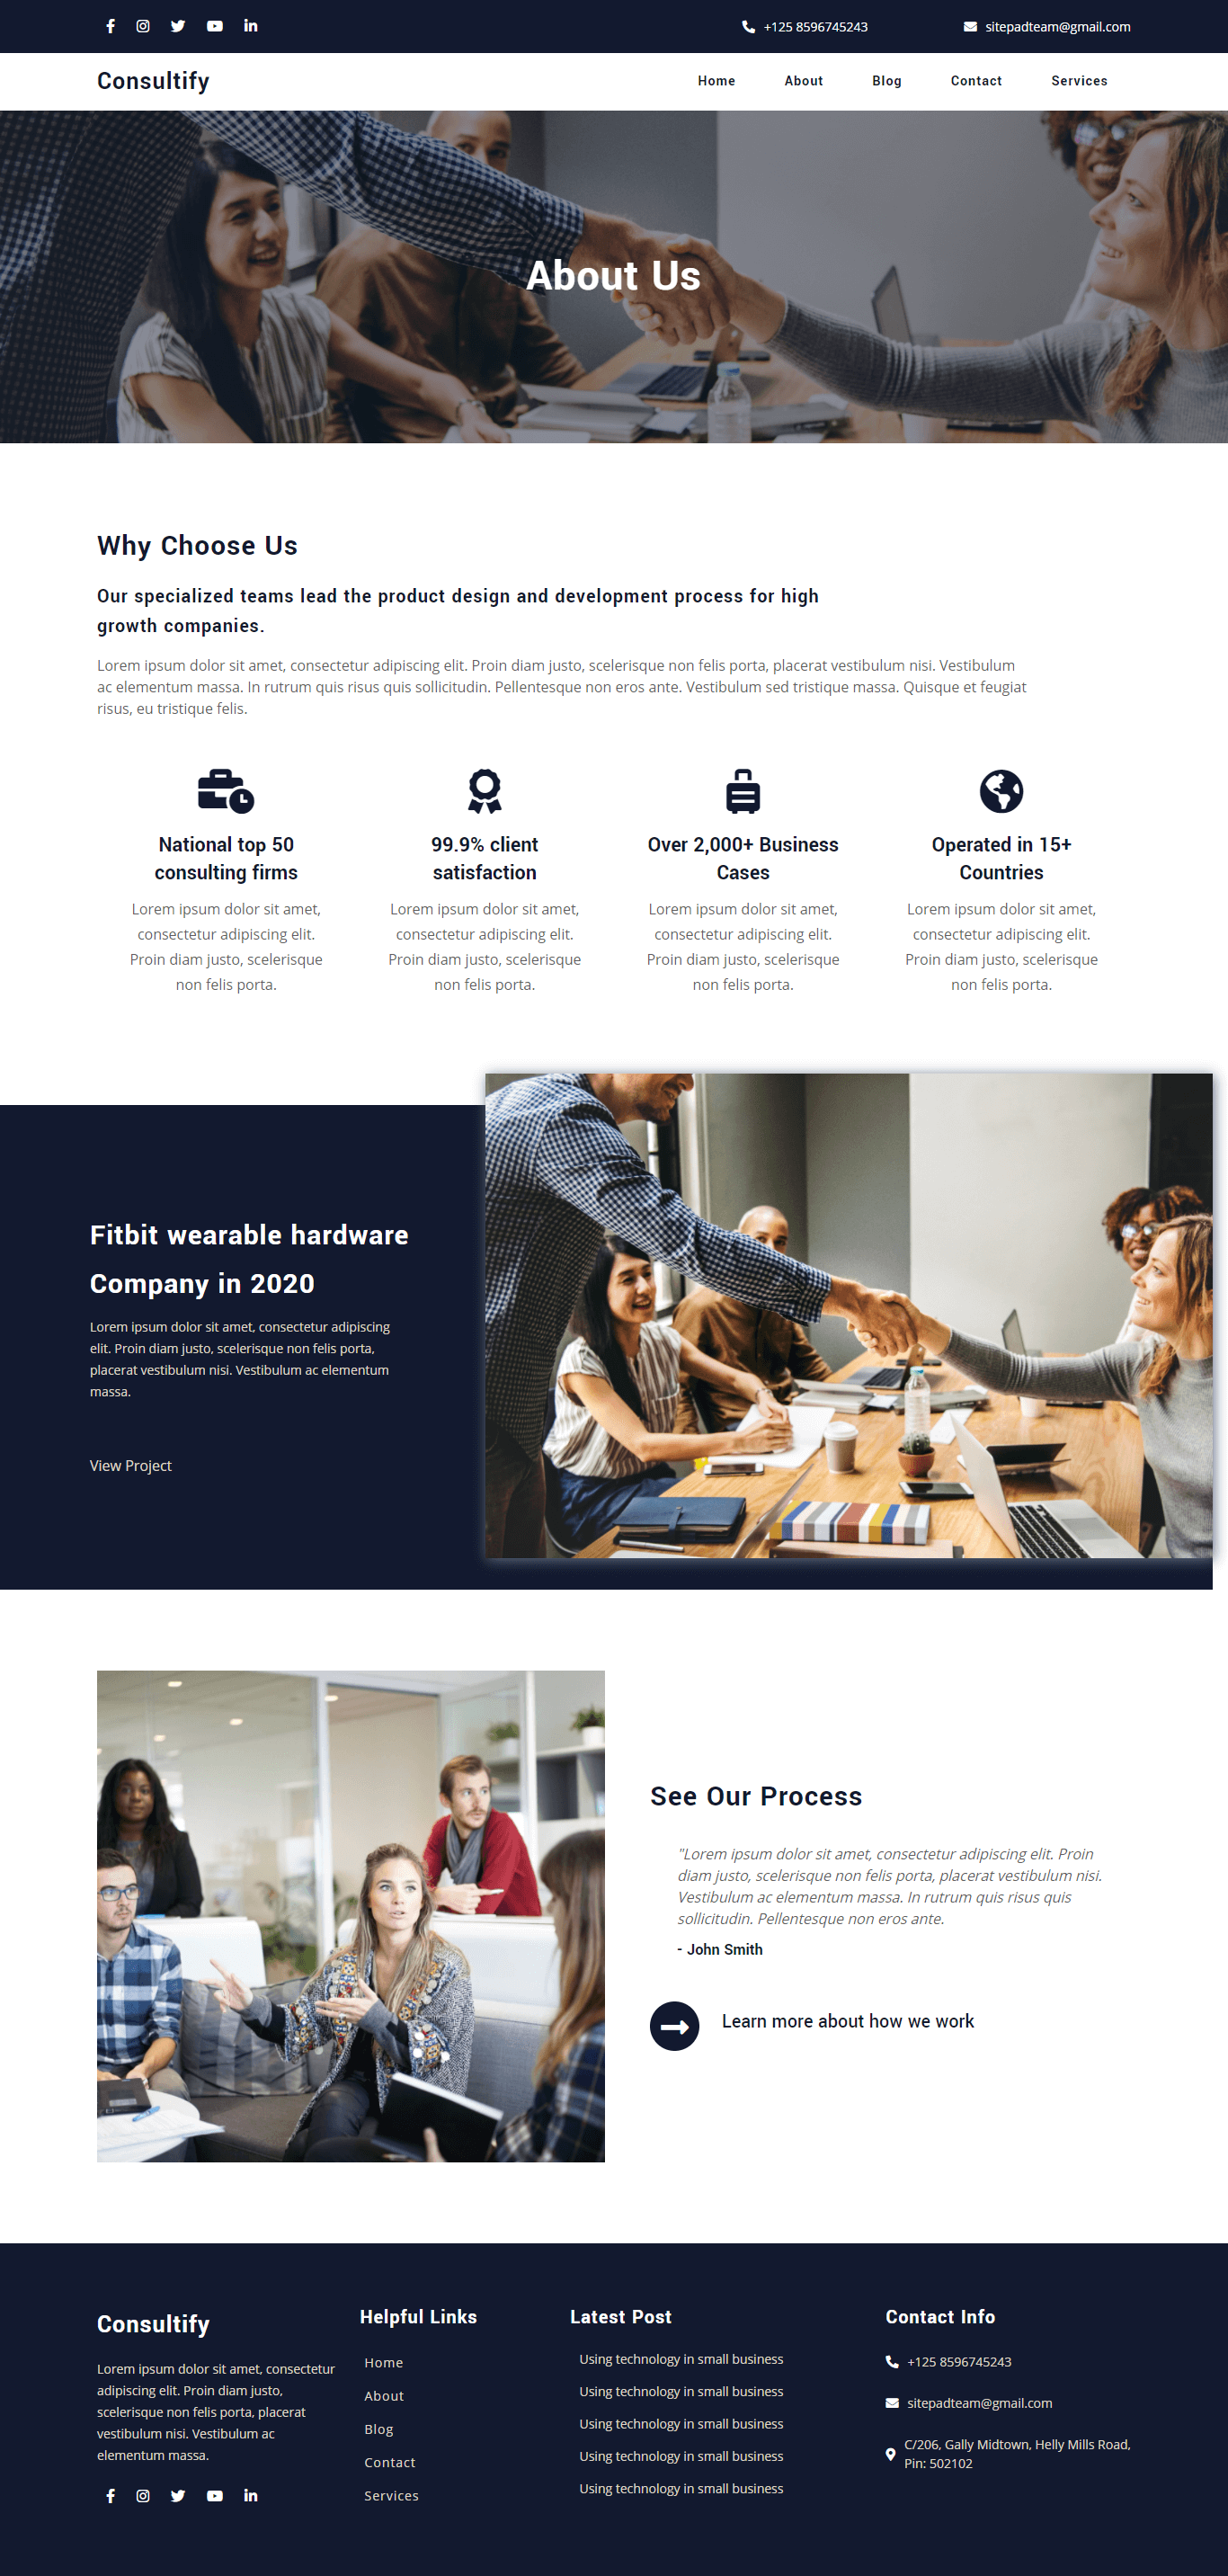 +125 8596745243
sitepadteam@gmail.com
Consultify
Home
About
Blog
Contact
Services
About Us
Why Choose Us
Our specialized teams lead the product design and development process for high
growth companies.
Lorem ipsum dolor sit amet, consectetur adipiscing elit. Proin diam justo, scelerisque non felis porta, placerat vestibulum nisi. Vestibulum
ac elementum massa. In rutrum quis risus quis sollicitudin. Pellentesque non eros ante. Vestibulum sed tristique massa. Quisque et feugiat
risus, eu tristique felis.
National top 50
consulting firms
Lorem ipsum dolor sit amet,
consectetur adipiscing elit.
Proin diam justo, scelerisque
non felis porta.
99.9% client
satisfaction
Lorem ipsum dolor sit amet,
consectetur adipiscing elit.
Proin diam justo, scelerisque
non felis porta.
Over 2,000+ Business
Cases
Lorem ipsum dolor sit amet,
consectetur adipiscing elit.
Proin diam justo, scelerisque
non felis porta.
Operated in 15+
Countries
Lorem ipsum dolor sit amet,
consectetur adipiscing elit.
Proin diam justo, scelerisque
non felis porta.
Fitbit wearable hardware
Company in 2020
Lorem ipsum dolor sit amet, consectetur adipiscing
elit. Proin diam justo, scelerisque non felis porta,
placerat vestibulum nisi. Vestibulum ac elementum
massa.
View Project
See Our Process
"Lorem ipsum dolor sit amet, consectetur adipiscing elit. Proin
diam justo, scelerisque non felis porta, placerat vestibulum nisi.
Vestibulum ac elementum massa. In rutrum quis risus quis
sollicitudin. Pellentesque non eros ante.
- John Smith
Learn more about how we work
Consultify
Lorem ipsum dolor sit amet, consectetur
adipiscing elit. Proin diam justo,
scelerisque non felis porta, placerat
vestibulum nisi. Vestibulum ac
elementum massa.
Helpful Links
Home
About
Blog
Contact
Services
Latest Post
Using technology in small business
Using technology in small business
Using technology in small business
Using technology in small business
Using technology in small business
Contact Info
+125 8596745243
sitepadteam@gmail.com
C/206, Gally Midtown, Helly Mills Road,
Pin: 502102